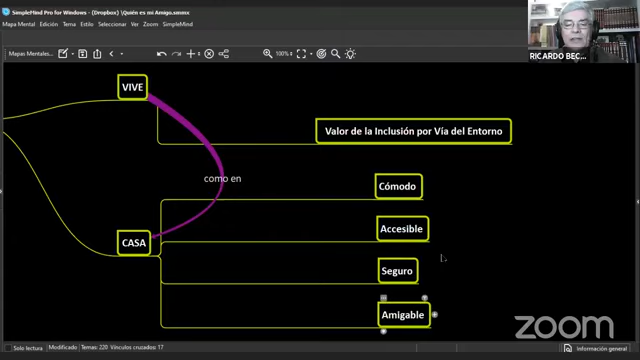 SimpleMind Pro for Windows - (Dropbox) \Quién es mi Amigo.smmx
Mapa Mental Editar Tema Estilo Seleccionar Ver Zoom SimpleMind
Mapas Mentales... 100%
RICARDO BEC...
VIVE
Valor de la Inclusión por Vía del Entorno
como en
Cómodo
Accesible
CASA
Seguro
Amigable
zoom
Solo lectura Modificado Temas: 220. Vínculos cruzados: 17 Información general